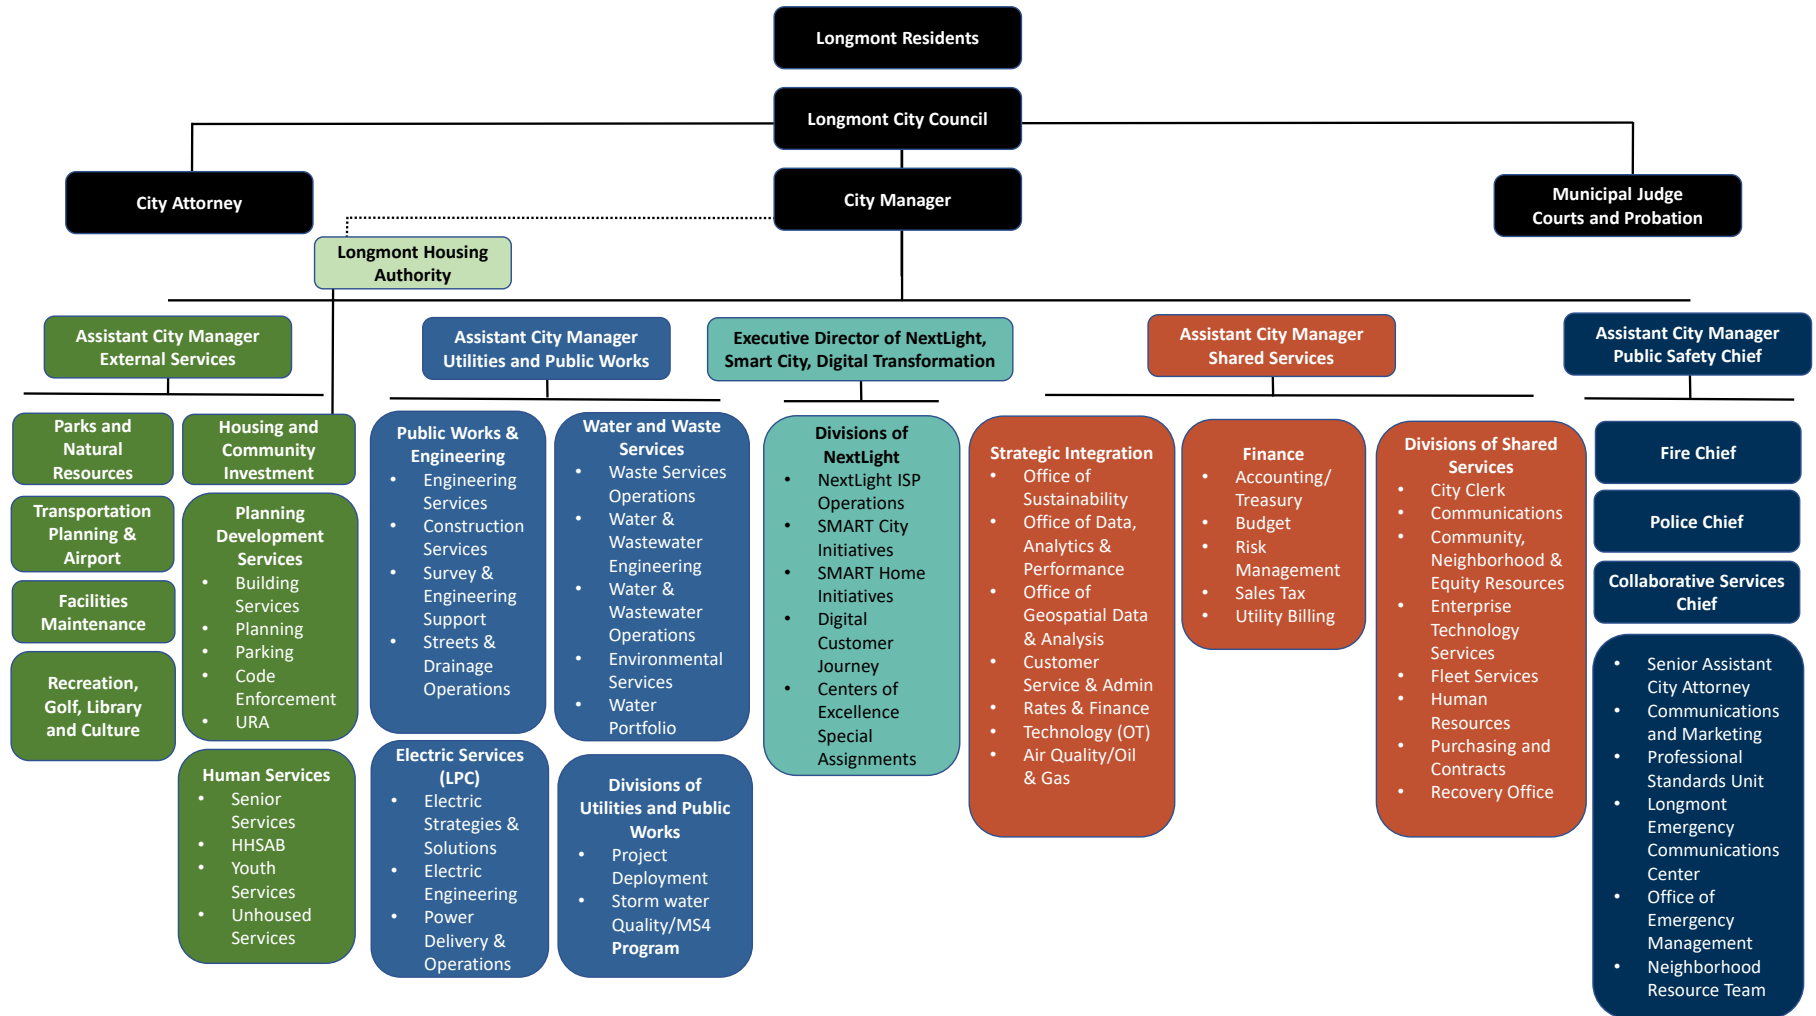 Longmont Residents
Longmont City Council
City Attorney
City Manager
Municipal Judge
Courts and Probation
Longmont Housing
Authority
Assistant City Manager
External Services
Parks and
Natural
Resources
Transportation
Planning &
Airport
Facilities
Maintenance
Recreation,
Golf, Library
and Culture
Housing and
Community
Investment
Planning
Development
Services
• Building
Services
• Planning
• Parking
• Code
Enforcement
• URA
Human Services
• Senior
Services
• HHSAB
• Youth
Services
• Unhoused
Services
Assistant City Manager
Utilities and Public Works
Public Works &
Engineering
• Engineering
Services
• Construction
Services
• Survey &
Engineering
Support
• Streets &
Drainage
Operations
Electric Services
(LPC)
• Electric
Strategies &
Solutions
• Electric
Engineering
• Power
Delivery &
Operations
Water and Waste
Services
• Waste Services
Operations
• Water &
Wastewater
Engineering
• Water &
Wastewater
Operations
• Environmental
Services
• Water
Portfolio
Divisions of
Utilities and Public
Works
• Project
Deployment
• Storm water
Quality/MS4
Program
Executive Director of NextLight,
Smart City, Digital Transformation
Divisions of
NextLight
• NextLight ISP
Operations
• SMART City
Initiatives
• SMART Home
Initiatives
• Digital
Customer
Journey
• Centers of
Excellence
Special
Assignments
Assistant City Manager
Shared Services
Strategic Integration
• Office of
Sustainability
• Office of Data,
Analytics &
Performance
• Office of
Geospatial Data
& Analysis
• Customer
Service & Admin
• Rates & Finance
• Technology (OT)
• Air Quality/Oil
& Gas
Finance
• Accounting/
Treasury
• Budget
• Risk
Management
• Sales Tax
• Utility Billing
Divisions of Shared
Services
• City Clerk
• Communications
• Community,
Neighborhood &
Equity Resources
• Enterprise
Technology
Services
• Fleet Services
• Human
Resources
• Purchasing and
Contracts
• Recovery Office
Assistant City Manager
Public Safety Chief
Fire Chief
Police Chief
Collaborative Services
Chief
• Senior Assistant
City Attorney
• Communications
and Marketing
• Professional
Standards Unit
• Longmont
Emergency
Communications
Center
• Office of
Emergency
Management
• Neighborhood
Resource Team